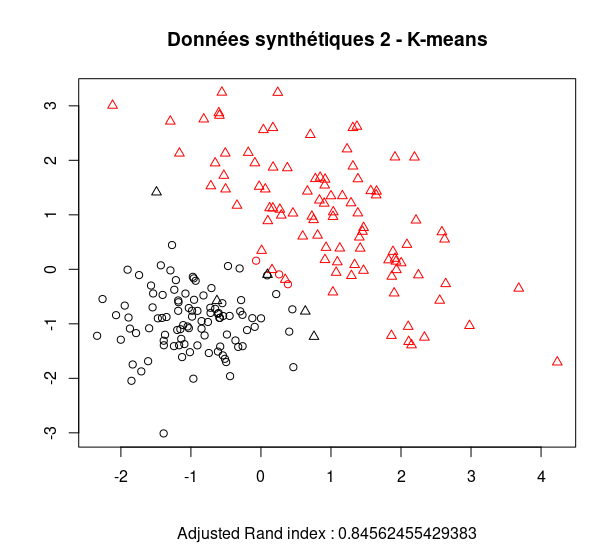 Données synthétiques 2 - K-means
3
2
1
0
-1
-2
-3
-2 -1 0 1 2 3 4
Adjusted Rand index : 0.84562455429383